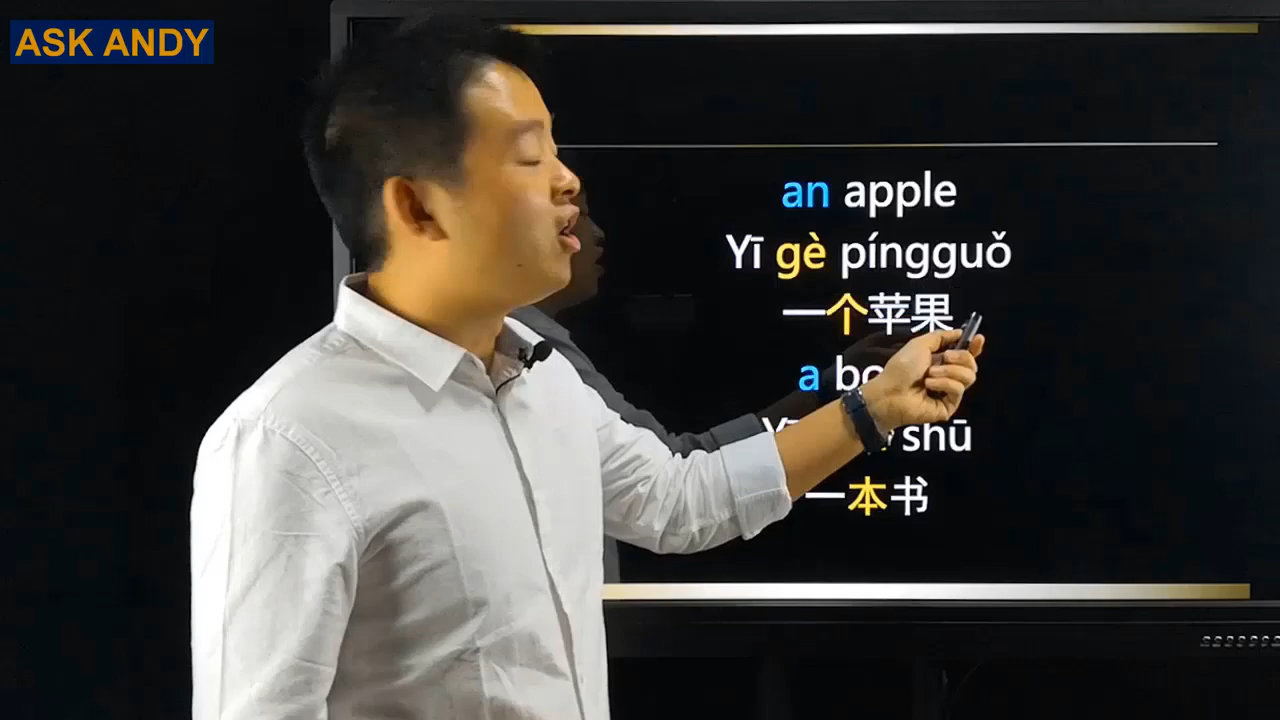 ASK ANDY
an apple
Yī gè píngguǒ
一个苹果
a
shū
一本书